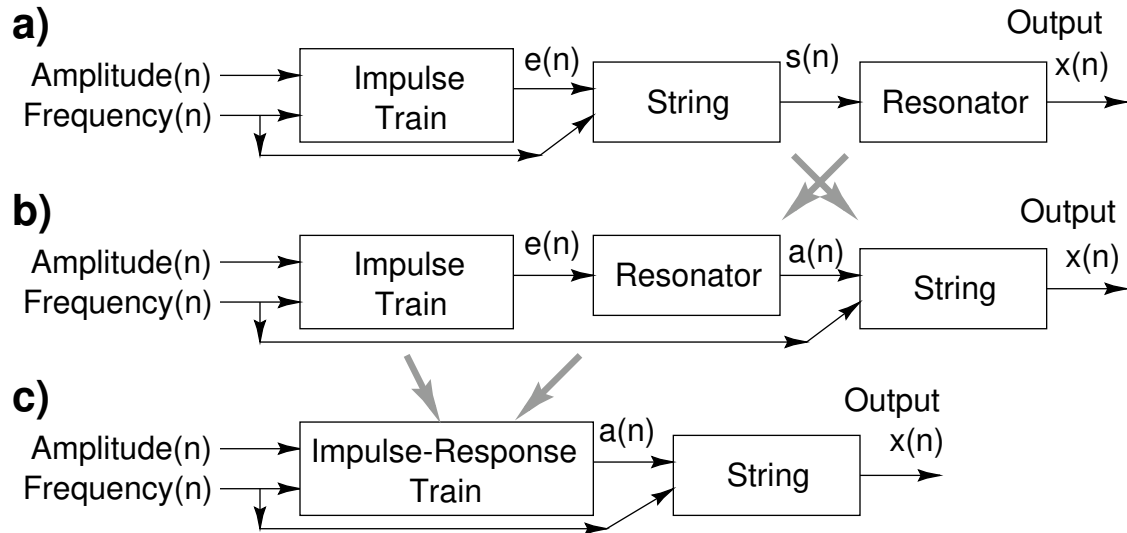 a)
Output
Amplitude(n)
Frequency(n)
Impulse
Train
e(n)
String
s(n)
Resonator
x(n)
b)
Output
Amplitude(n)
Frequency(n)
Impulse
Train
e(n)
Resonator
a(n)
String
x(n)
c)
Output
Amplitude(n)
Frequency(n)
Impulse-Response
Train
a(n)
String
x(n)